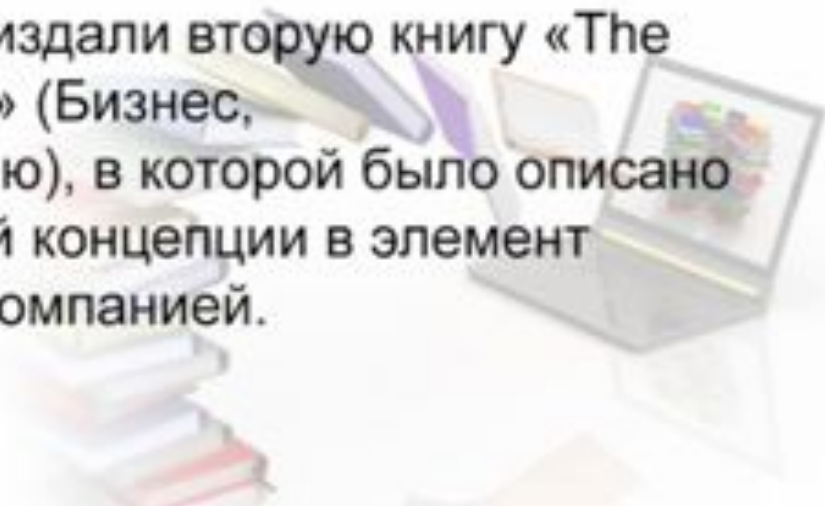 издали вторую книгу «The
» (Бизнес,
ю), в которой было описано
й концепции в элемент
омпанией.